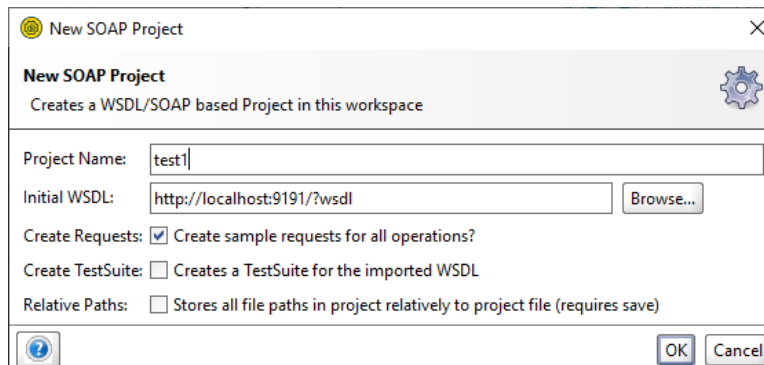 New SOAP Project
New SOAP Project
Creates a WSDL/SOAP based Project in this workspace
Project Name: test1
Initial WSDL: http://localhost:9191/?wsdl Browse...
Create Requests: Create sample requests for all operations?
Create TestSuite: Creates a TestSuite for the imported WSDL
Relative Paths: Stores all file paths in project relatively to project file (requires save)
? OK Cancel